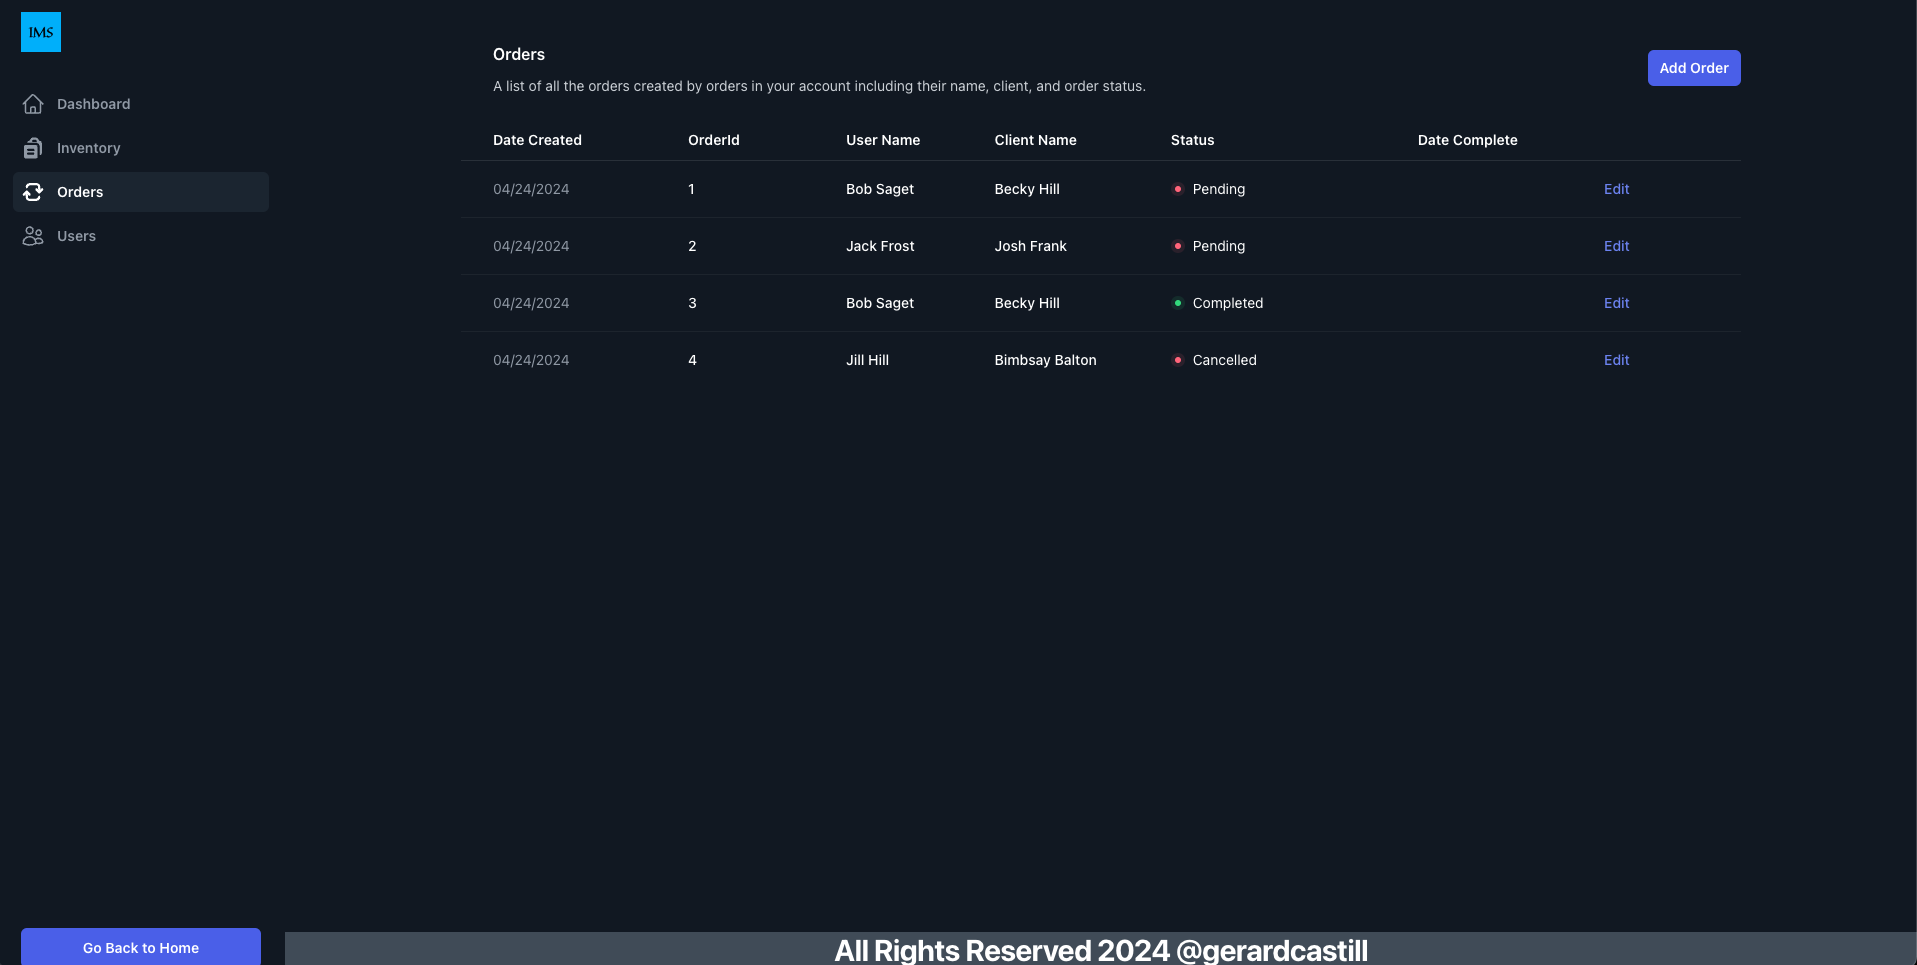 IMS
Dashboard
Inventory
Orders
Users
Go Back to Home
Orders
A list of all the orders created by orders in your account including their name, client, and order status.
Add Order
Date Created OrderId User Name Client Name Status Date Complete
04/24/2024 1 Bob Saget Becky Hill Pending Edit
04/24/2024 2 Jack Frost Josh Frank Pending Edit
04/24/2024 3 Bob Saget Becky Hill Completed Edit
04/24/2024 4 Jill Hill Bimbsay Balton Cancelled Edit
All Rights Reserved 2024 @gerardcastill